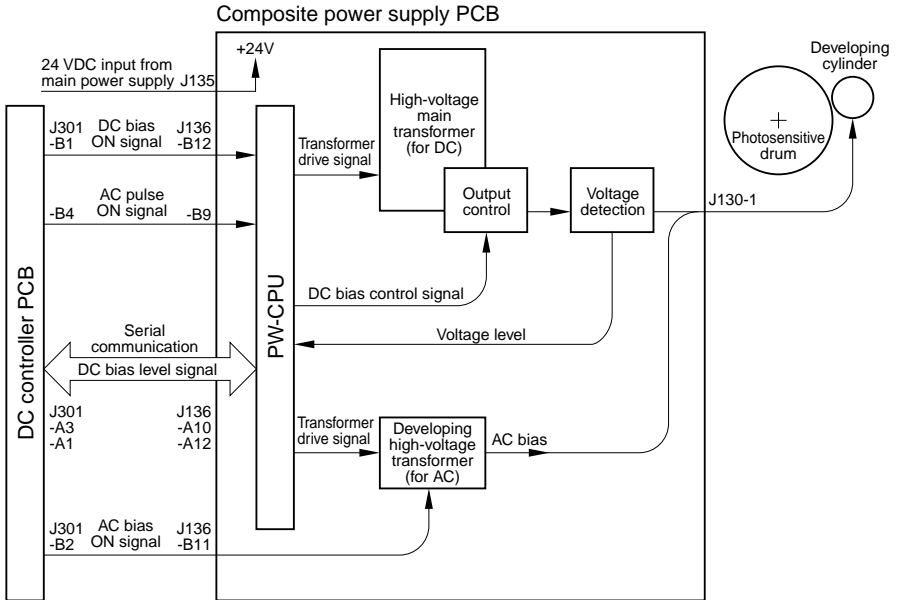 Composite power supply PCB
+24V
24 VDC input from
main power supply J135
Developing
cylinder
Photosensitive
drum
J301 DC bias J136
-B1 ON signal -B12
Transformer
drive signal
High-voltage
main
transformer
(for DC)
Output
control
Voltage
detection
J130-1
AC pulse
-B4 ON signal -B9
DC controller PCB
PW-CPU
DC bias control signal
Voltage level
Serial
communication
DC bias level signal
J301 J136
-A3 -A10
-A1 -A12
Transformer
drive signal
Developing
high-voltage
transformer
(for AC)
AC bias
J301 AC bias J136
-B2 ON signal -B11